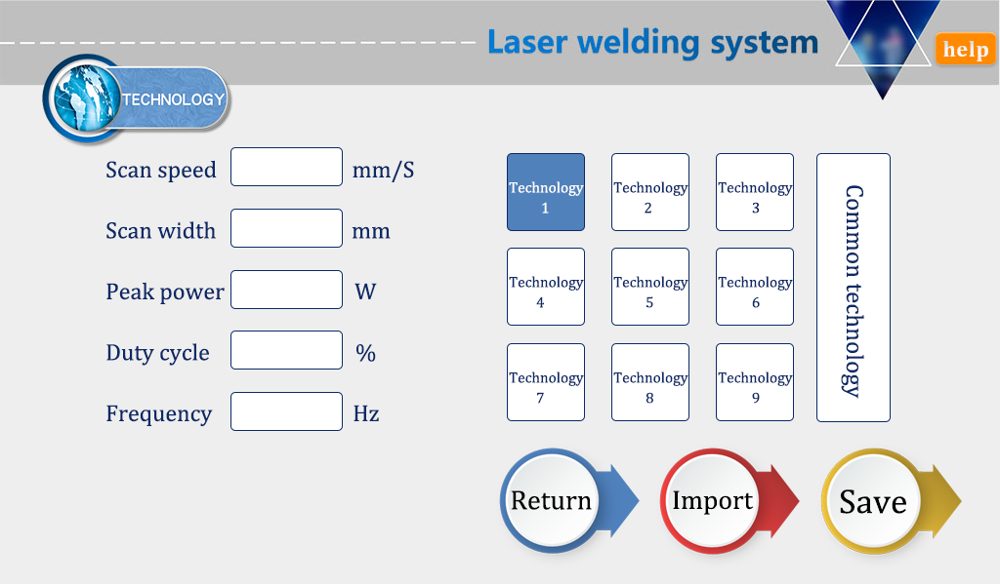 Laser welding system
help
TECHNOLOGY
Scan speed mm/S
Scan width mm
Peak power W
Duty cycle %
Frequency Hz
Technology
1
Technology
2
Technology
3
Technology
4
Technology
5
Technology
6
Technology
7
Technology
8
Technology
9
Common technology
Return
Import
Save